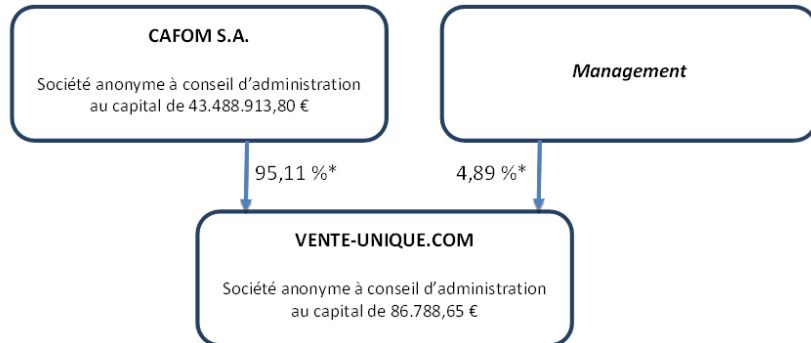 CAFOM S.A.
Société anonyme à conseil d’administration
au capital de 43.488.913,80 €
Management
95,11 %*
4,89 %*
VENTE-UNIQUE.COM
Société anonyme à conseil d’administration
au capital de 86.788,65 €